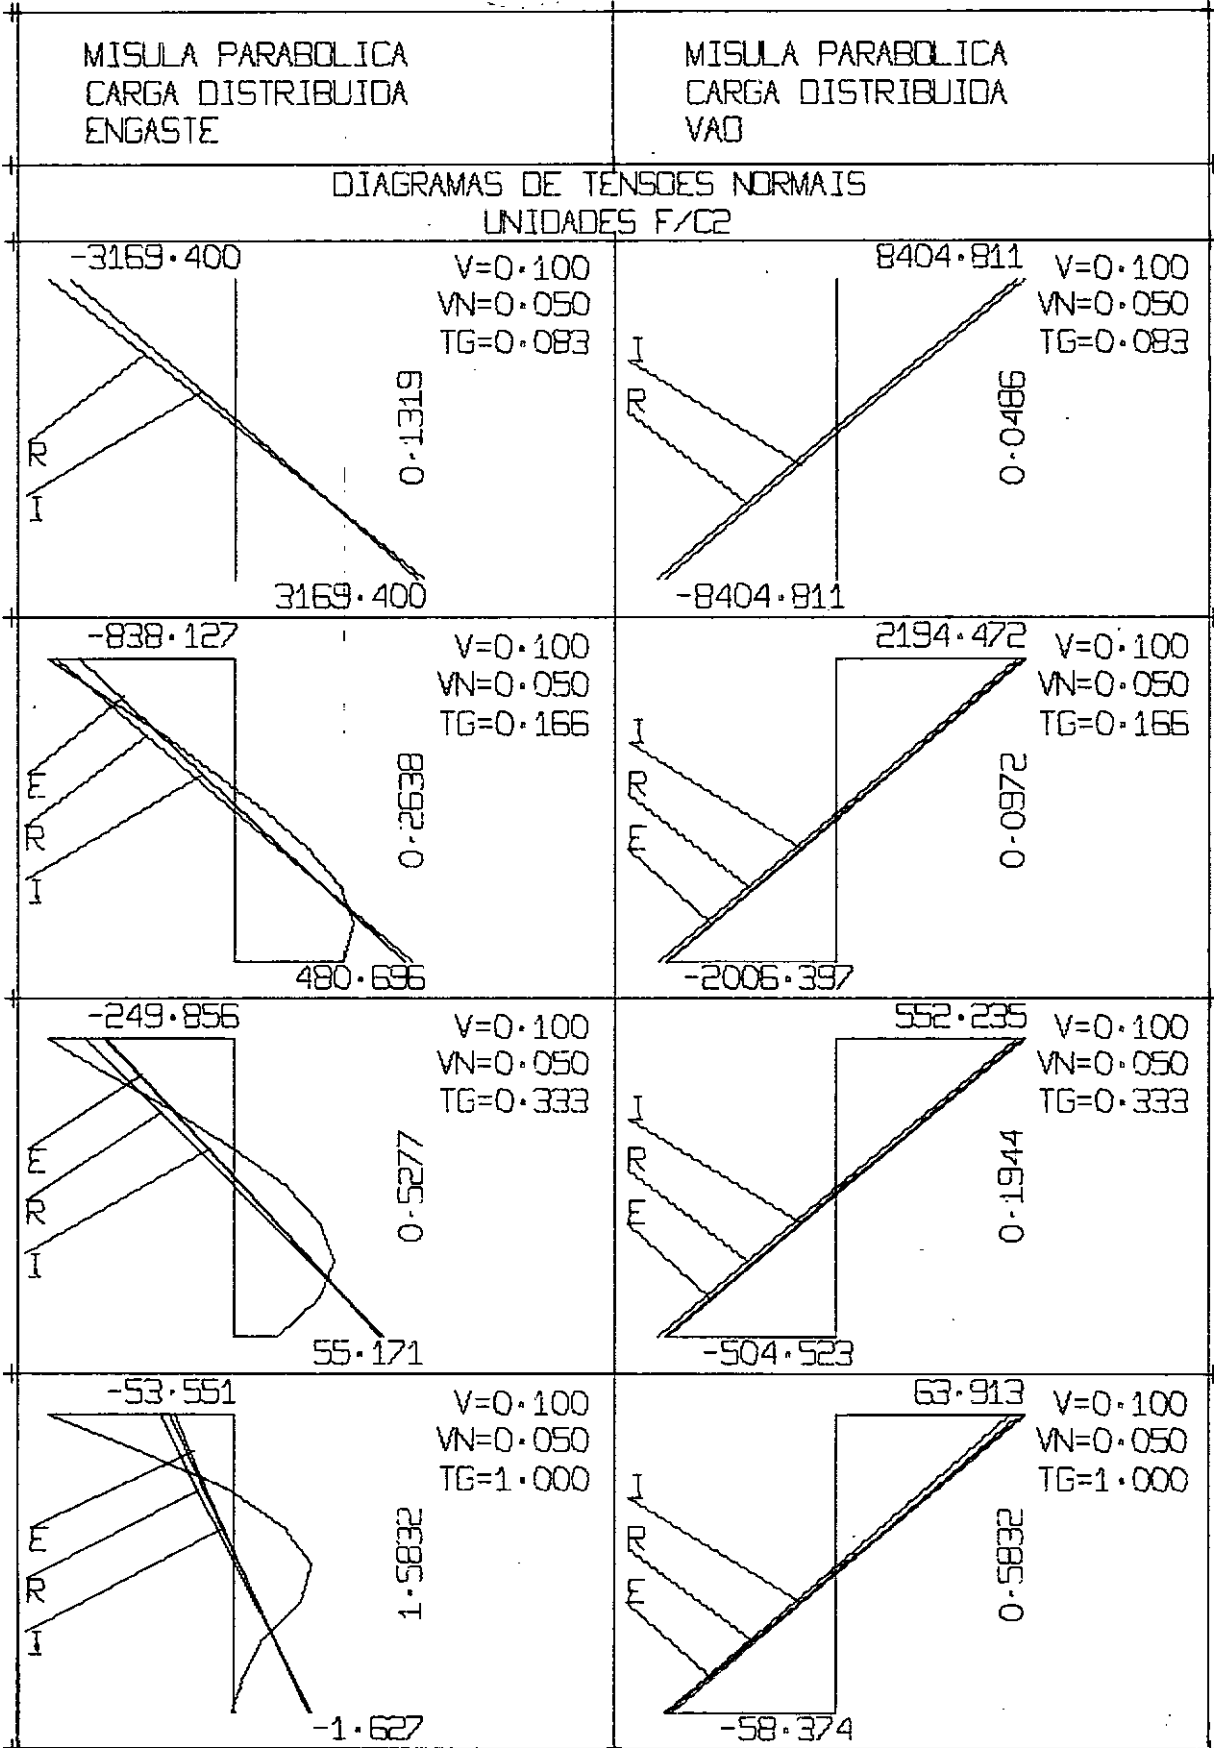 MISULA PARABOLICA
CARGA DISTRIBUIDA
ENGASTE
MISULA PARABOLICA
CARGA DISTRIBUIDA
VAO
DIAGRAMAS DE TENSOES NORMAIS
UNIDADES F/C2
-3169.400
V=0.100
VN=0.050
TG=0.083
R
I
0.1319
3169.400
8404.811
V=0.100
VN=0.050
TG=0.083
I
R
0.0486
-8404.811
-838.127
V=0.100
VN=0.050
TG=0.166
E
R
I
0.2638
480.696
2194.472
V=0.100
VN=0.050
TG=0.166
I
R
E
0.0972
-2006.397
-249.856
V=0.100
VN=0.050
TG=0.333
E
R
I
0.5277
55.171
552.235
V=0.100
VN=0.050
TG=0.333
I
R
E
0.1944
-504.523
-53.551
V=0.100
VN=0.050
TG=1.000
E
R
I
1.5832
-1.627
63.913
V=0.100
VN=0.050
TG=1.000
I
R
E
0.5832
-58.374